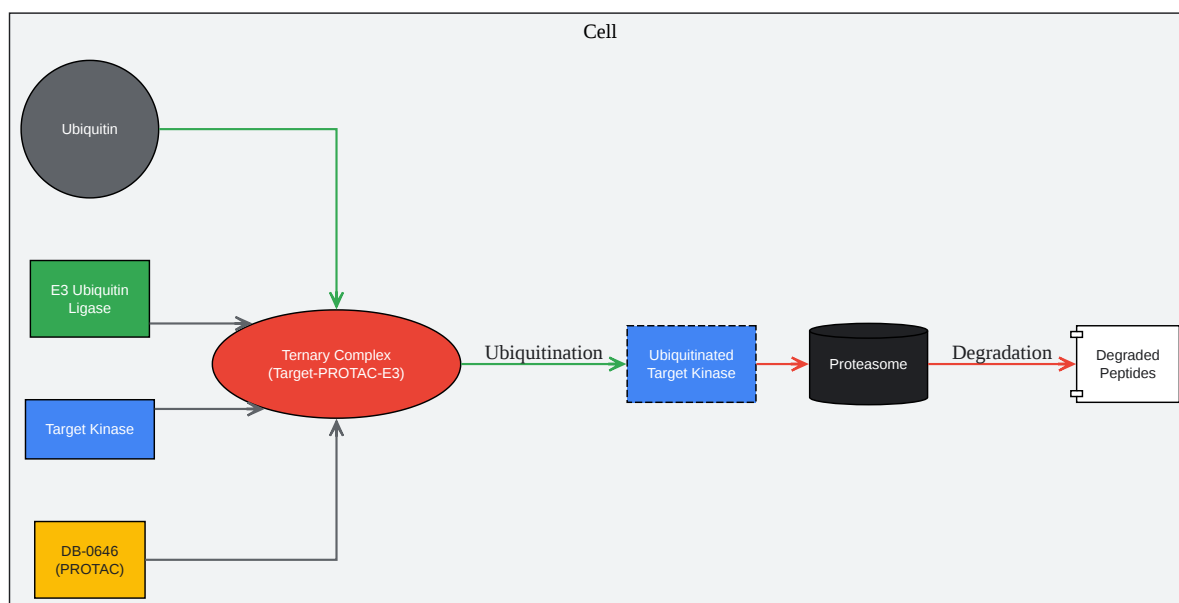 Cell
Ubiquitin
E3 Ubiquitin
Ligase
Target Kinase
DB-0646
(PROTAC)
Ternary Complex
(Target-PROTAC-E3)
Ubiquitination
Ubiquitinated
Target Kinase
Proteasome
Degradation
Degraded
Peptides